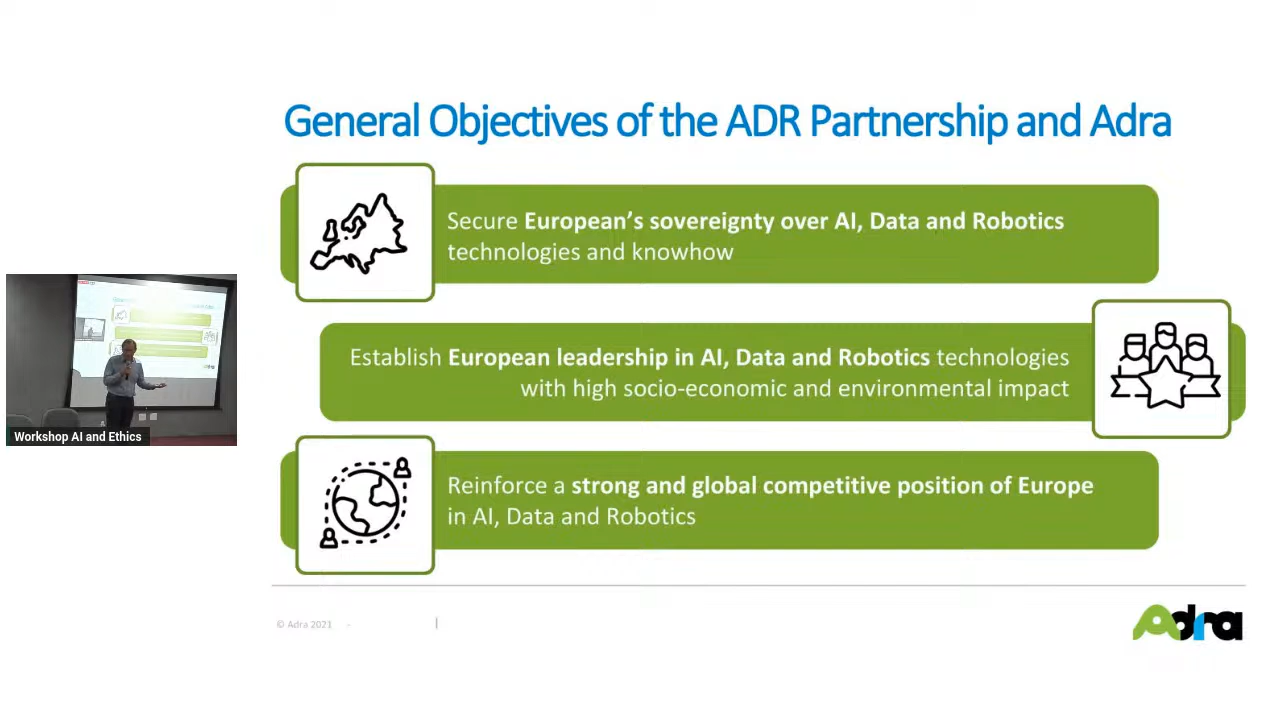 General Objectives of the ADR Partnership and Adra
Secure European's sovereignty over AI, Data and Robotics
technologies and knowhow
Establish European leadership in AI, Data and Robotics technologies
with high socio-economic and environmental impact
Reinforce a strong and global competitive position of Europe
in AI, Data and Robotics
Workshop AI and Ethics
© Adra 2021 -
Adra